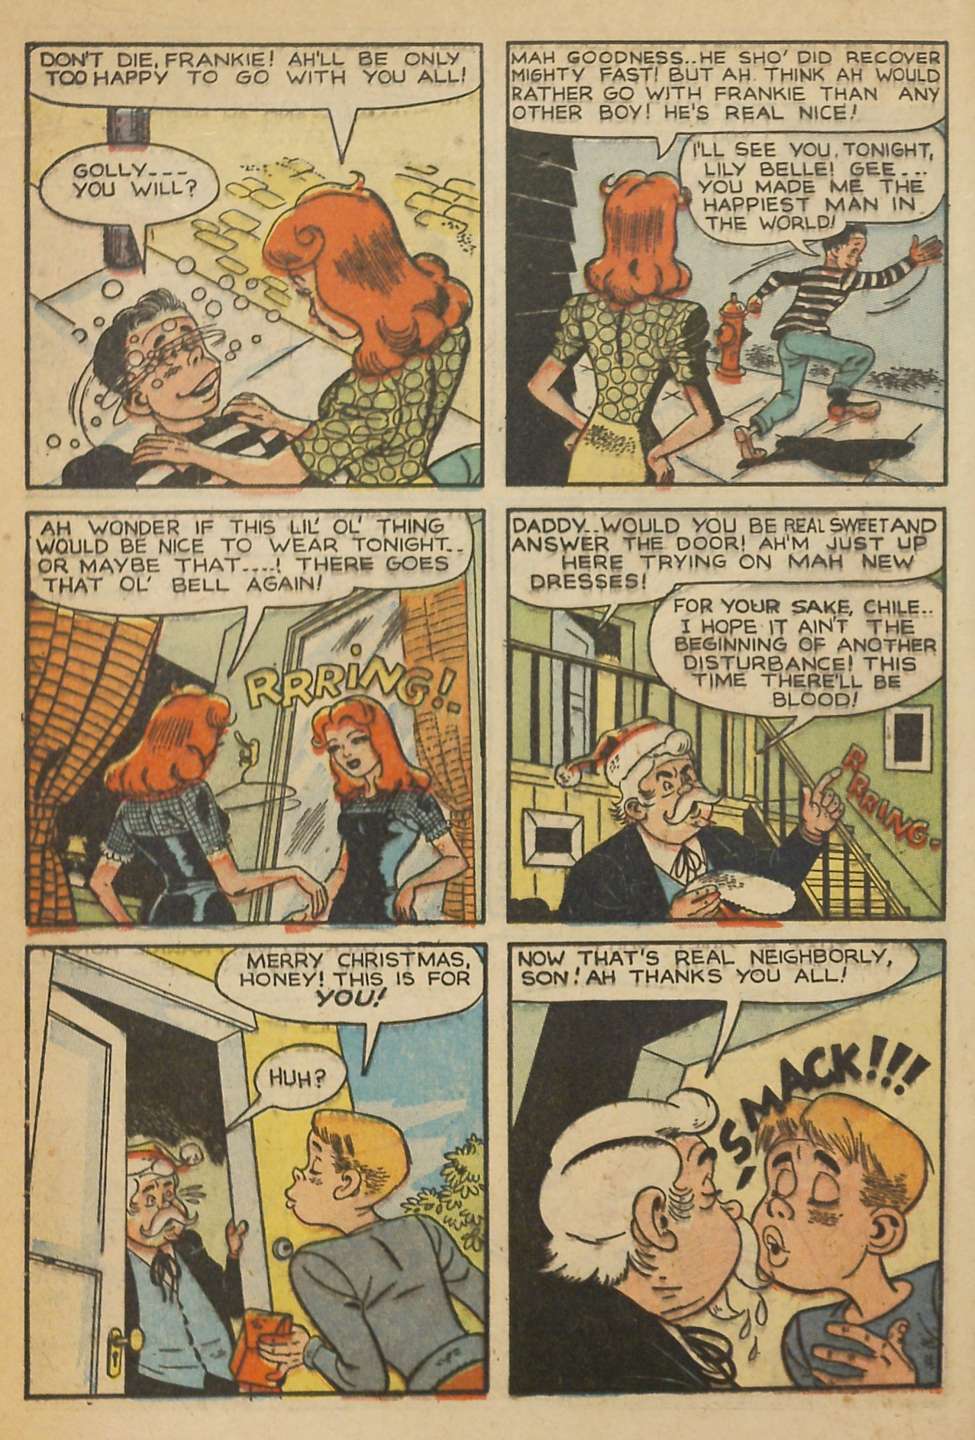 DON'T DIE, FRANKIE! AH'LL BE ONLY
TOO HAPPY TO GO WITH YOU ALL!
GOLLY---
YOU WILL?
MAH GOODNESS..HE SHO' DID RECOVER
MIGHTY FAST! BUT AH THINK AH WOULD
RATHER GO WITH FRANKIE THAN ANY
OTHER BOY! HE'S REAL NICE!
I'LL SEE YOU, TONIGHT,
LILY BELLE! GEE...
YOU MADE ME THE
HAPPIEST MAN IN
THE WORLD!
AH WONDER IF THIS LIL' OL' THING
WOULD BE NICE TO WEAR TONIGHT..
OR MAYBE THAT....! THERE GOES
THAT OL' BELL AGAIN!
RRRING!
DADDY..WOULD YOU BE REAL SWEET AND
ANSWER THE DOOR! AH'M JUST UP
HERE TRYING ON MAH NEW
DRESSES!
FOR YOUR SAKE, CHILE..
I HOPE IT AIN'T THE
BEGINNING OF ANOTHER
DISTURBANCE! THIS
TIME THERE'LL BE
BLOOD!
RRRING!
MERRY CHRISTMAS,
HONEY! THIS IS FOR
YOU!
HUH?
NOW THAT'S REAL NEIGHBORLY,
SON! AH THANKS YOU ALL!
SMACK!!!